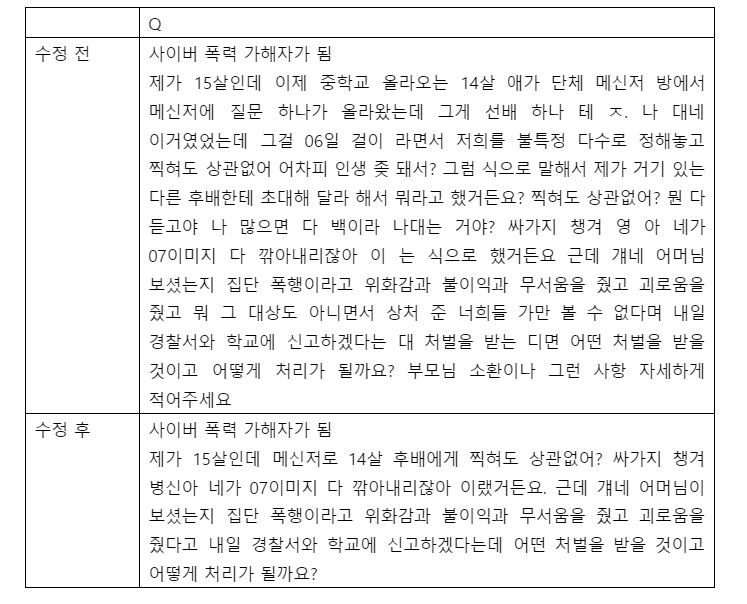 Q
수정 전
사이버 폭력 가해자가 됨
제가 15살인데 이제 중학교 올라오는 14살 애가 단체 메신저 방에서
메신저에 질문 하나가 올라왔는데 그게 선배 하나 테 ㅈ. 나 대네
이거였었는데 그걸 06일 걸이 라면서 저희를 불특정 다수로 정해놓고
찍혀도 상관없어 어차피 인생 좆 돼서? 그럼 식으로 말해서 제가 거기 있는
다른 후배한테 초대해 달라 해서 뭐라고 했거든요? 찍혀도 상관없어? 뭔 다
듣고야 나 많으면 다 백이라 나대는 거야? 싸가지 챙겨 영 아 네가
07이미지 다 깎아내리잖아 이 는 식으로 했거든요 근데 걔네 어머님
보셨는지 집단 폭행이라고 위화감과 불이익과 무서움을 줬고 괴로움을
줬고 뭐 그 대상도 아니면서 상처 준 너희들 가만 볼 수 없다며 내일
경찰서와 학교에 신고하겠다는 대 처벌을 받는 디면 어떤 처벌을 받을
것이고 어떻게 처리가 될까요? 부모님 소환이나 그런 사항 자세하게
적어주세요
수정 후
사이버 폭력 가해자가 됨
제가 15살인데 메신저로 14살 후배에게 찍혀도 상관없어? 싸가지 챙겨
병신아 네가 07이미지 다 깎아내리잖아 이랬거든요. 근데 걔네 어머님이
보셨는지 집단 폭행이라고 위화감과 불이익과 무서움을 줬고 괴로움을
줬다고 내일 경찰서와 학교에 신고하겠다는데 어떤 처벌을 받을 것이고
어떻게 처리가 될까요?